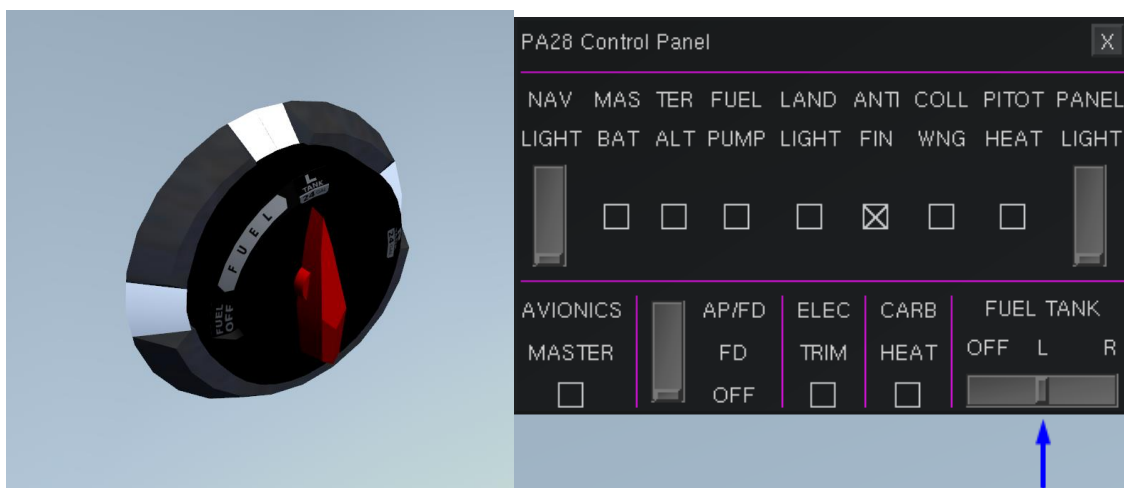 L
TANK
24
FUEL
FUEL
OFF
PA28 Control Panel X
NAV MAS TER FUEL LAND ANTI COLL PITOT PANEL
LIGHT BAT ALT PUMP LIGHT FIN WNG HEAT LIGHT
AVIONICS AP/FD ELEC CARB FUEL TANK
MASTER FD TRIM HEAT OFF L R
OFF